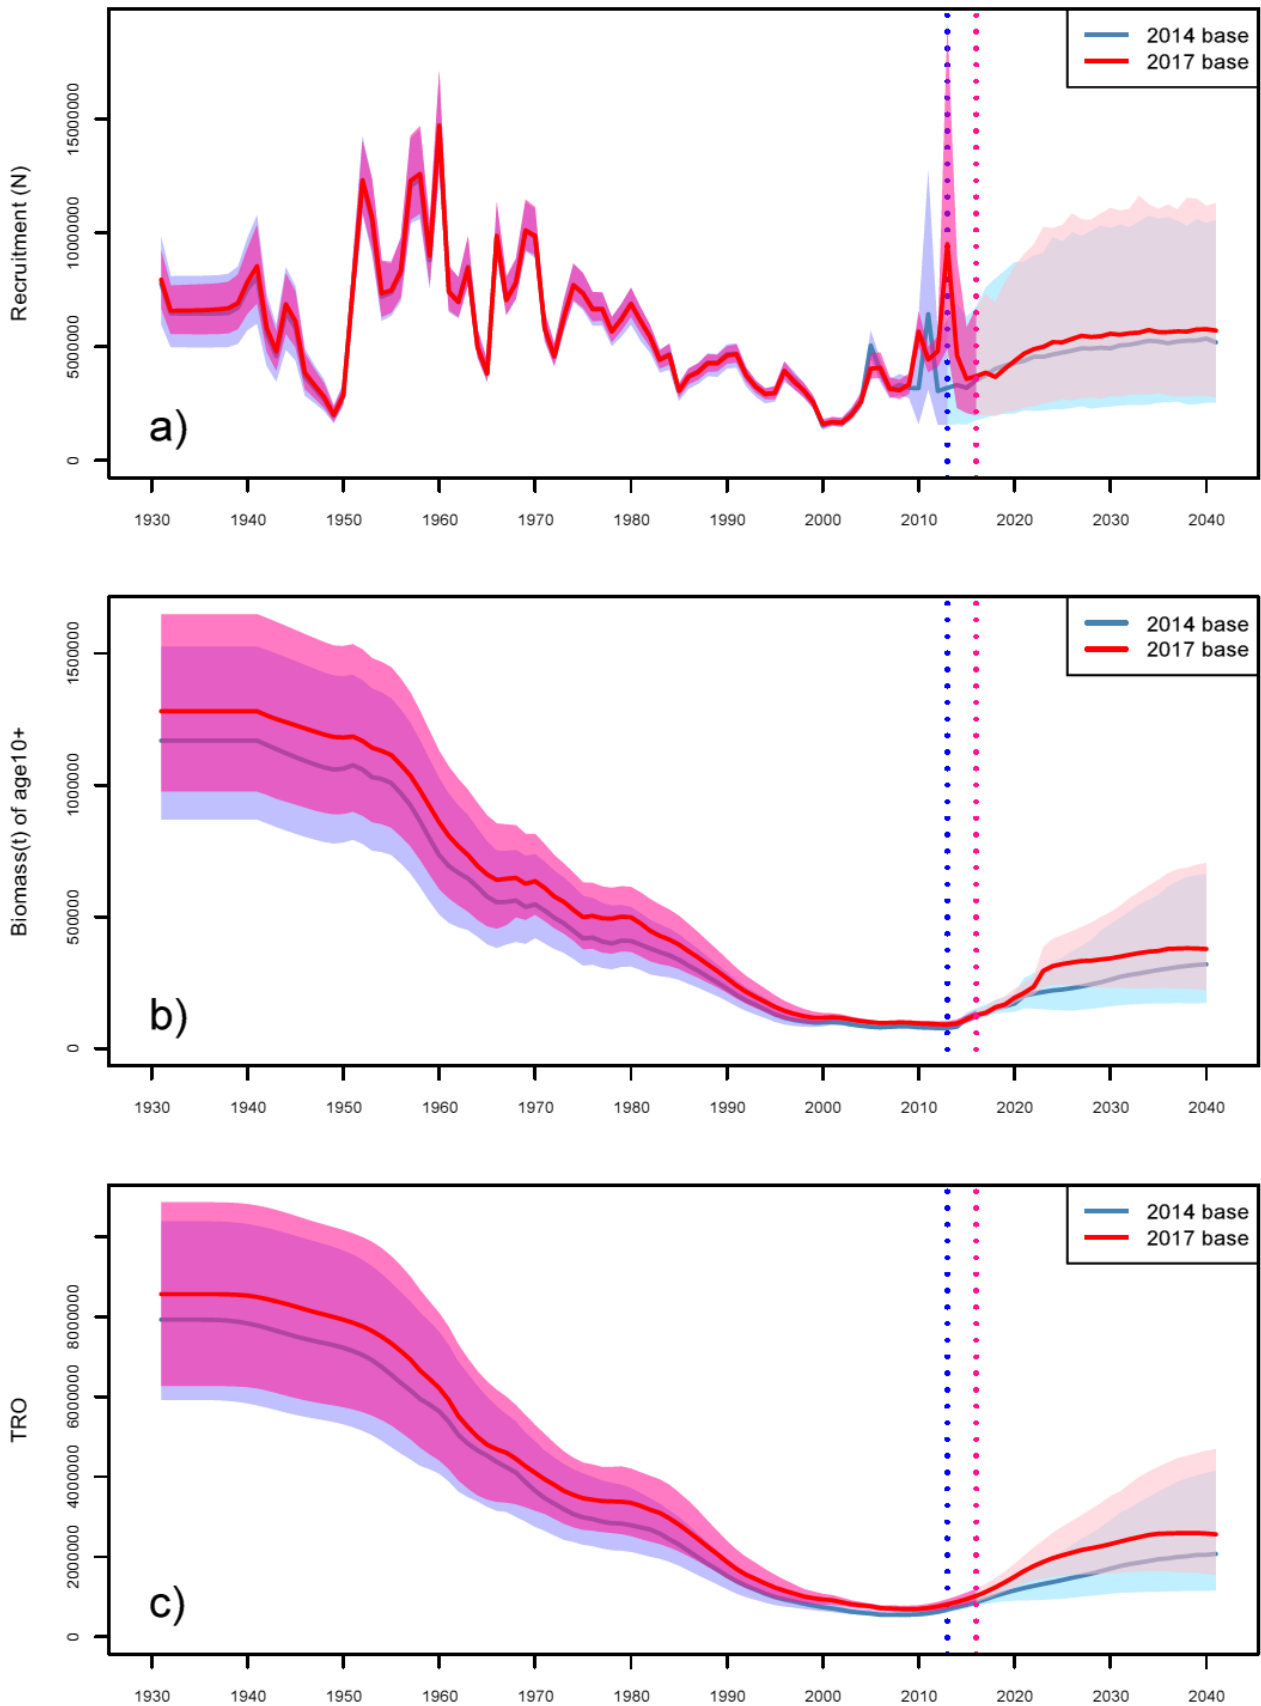 2014 base
2017 base
Recruitment (N)
15000000
10000000
5000000
0
a)
1930 1940 1950 1960 1970 1980 1990 2000 2010 2020 2030 2040
2014 base
2017 base
Biomass(t) of age10+
1500000
1000000
500000
0
b)
1930 1940 1950 1960 1970 1980 1990 2000 2010 2020 2030 2040
2014 base
2017 base
TRO
8000000
6000000
4000000
2000000
0
c)
1930 1940 1950 1960 1970 1980 1990 2000 2010 2020 2030 2040